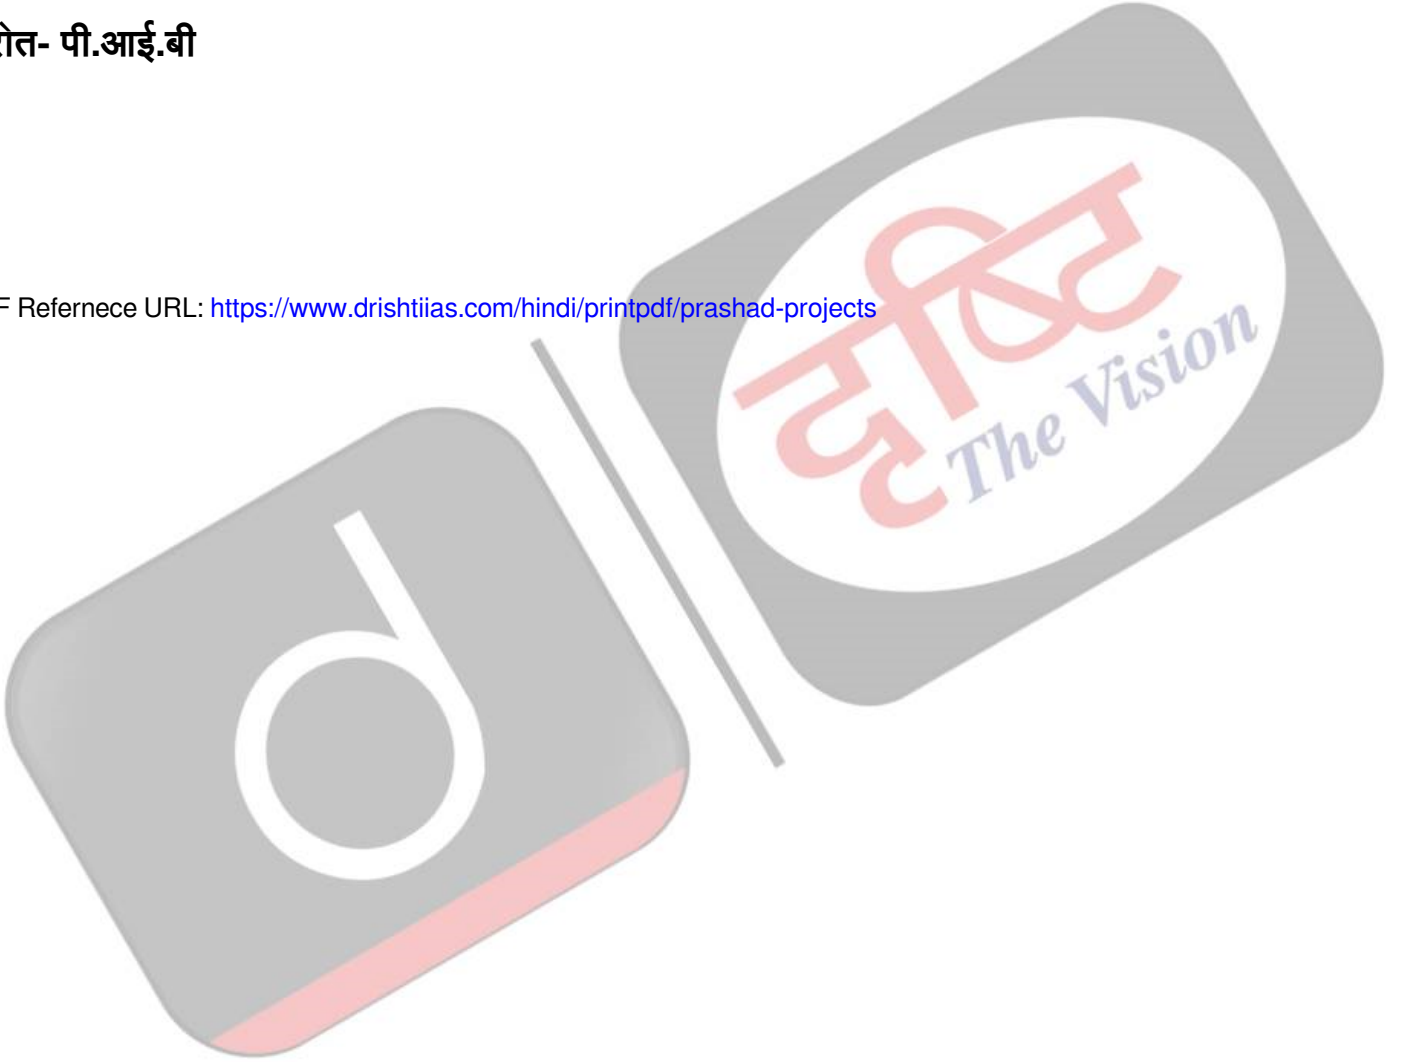 रोत- पी.आई.बी
F Refernece URL: https://www.drishtiias.com/hindi/printpdf/prashad-projects
दृष्टि
The Vision
d